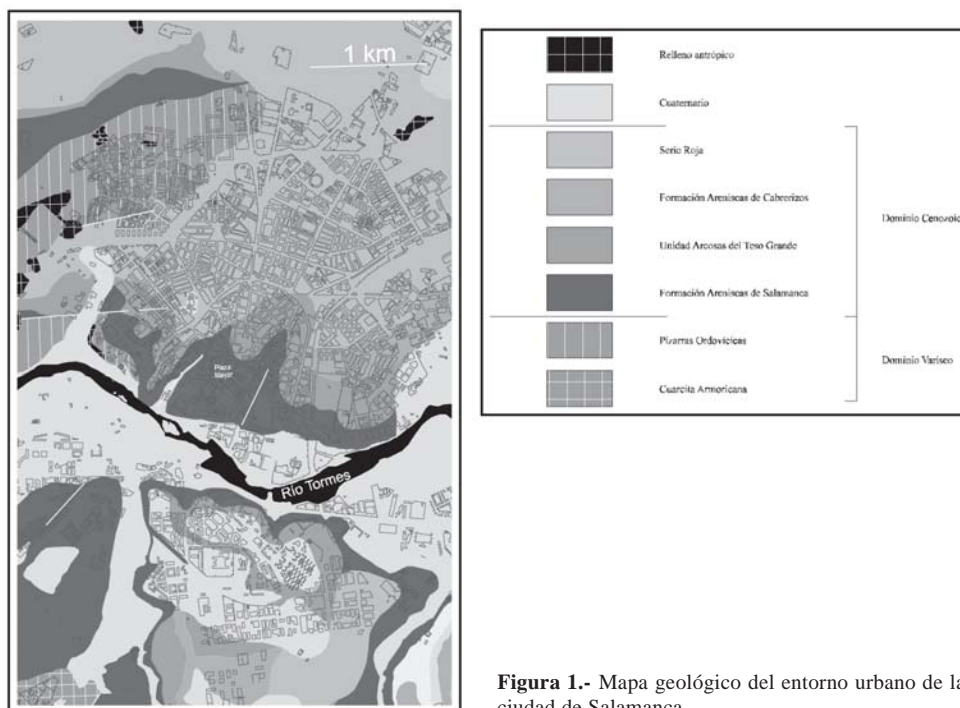 1 km
Plaza
Mayor
Río Tormes
Relleno antrópico
Cuaternario
Serie Roja
Formación Areniscas de Cabrerizos
Unidad Arcosas del Teso Grande
Formación Areniscas de Salamanca
Dominio Cenozoic
Pizarras Ordovícicas
Dominio Varisco
Cuarcita Armoricana
Figura 1.- Mapa geológico del entorno urbano de la
ciudad de Salamanca